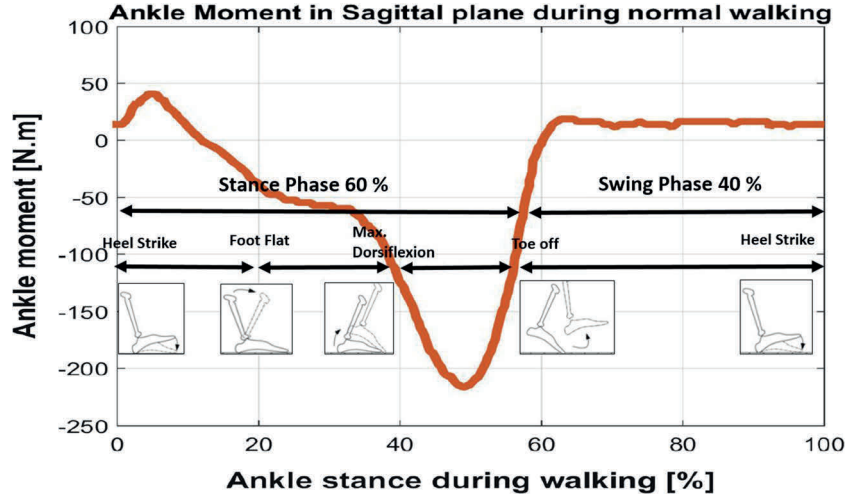 Ankle Moment in Sagittal plane during normal walking
100
50
0
-50
-100
-150
-200
-250
Ankle moment [N.m]
Stance Phase 60 %
Swing Phase 40 %
Heel Strike
Foot Flat
Max.
Dorsiflexion
Toe off
Heel Strike
0
20
40
60
80
100
Ankle stance during walking [%]